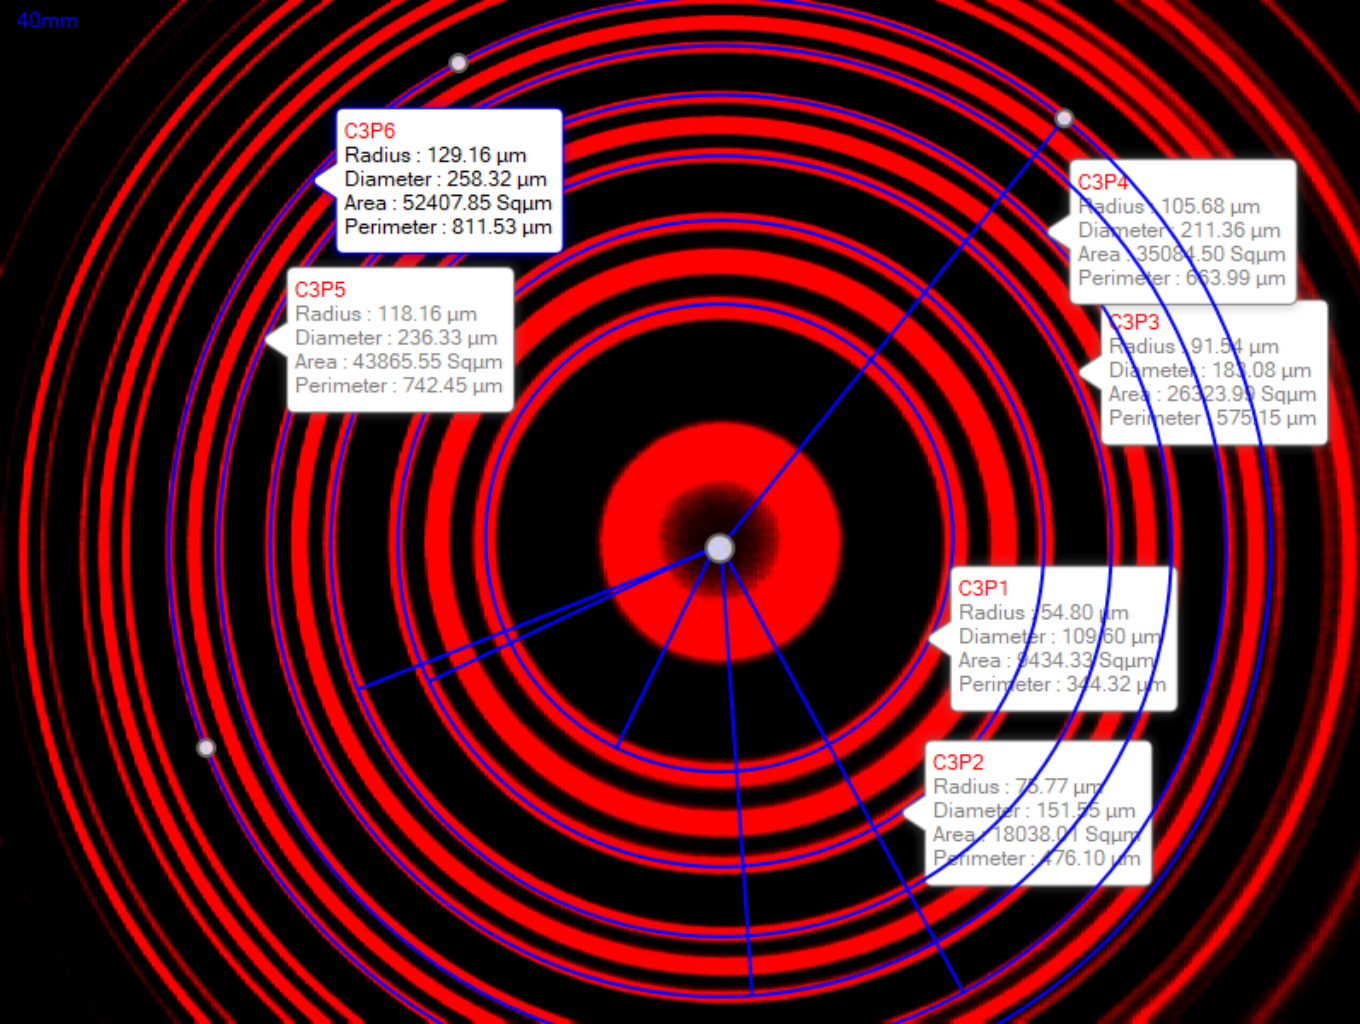 40mm
C3P6
Radius : 129.16 µm
Diameter : 258.32 µm
Area : 52407.85 Sqµm
Perimeter : 811.53 µm
C3P4
Radius : 105.68 µm
Diameter : 211.36 µm
Area : 35084.50 Sqµm
Perimeter : 663.99 µm
C3P5
Radius : 118.16 µm
Diameter : 236.33 µm
Area : 43865.55 Sqµm
Perimeter : 742.45 µm
C3P3
Radius : 91.54 µm
Diameter : 183.08 µm
Area : 26323.99 Sqµm
Perimeter : 575.15 µm
C3P1
Radius : 54.80 µm
Diameter : 109.60 µm
Area : 9434.33 Sqµm
Perimeter : 344.32 µm
C3P2
Radius : 75.77 µm
Diameter : 151.55 µm
Area : 18038.01 Sqµm
Perimeter : 476.10 µm